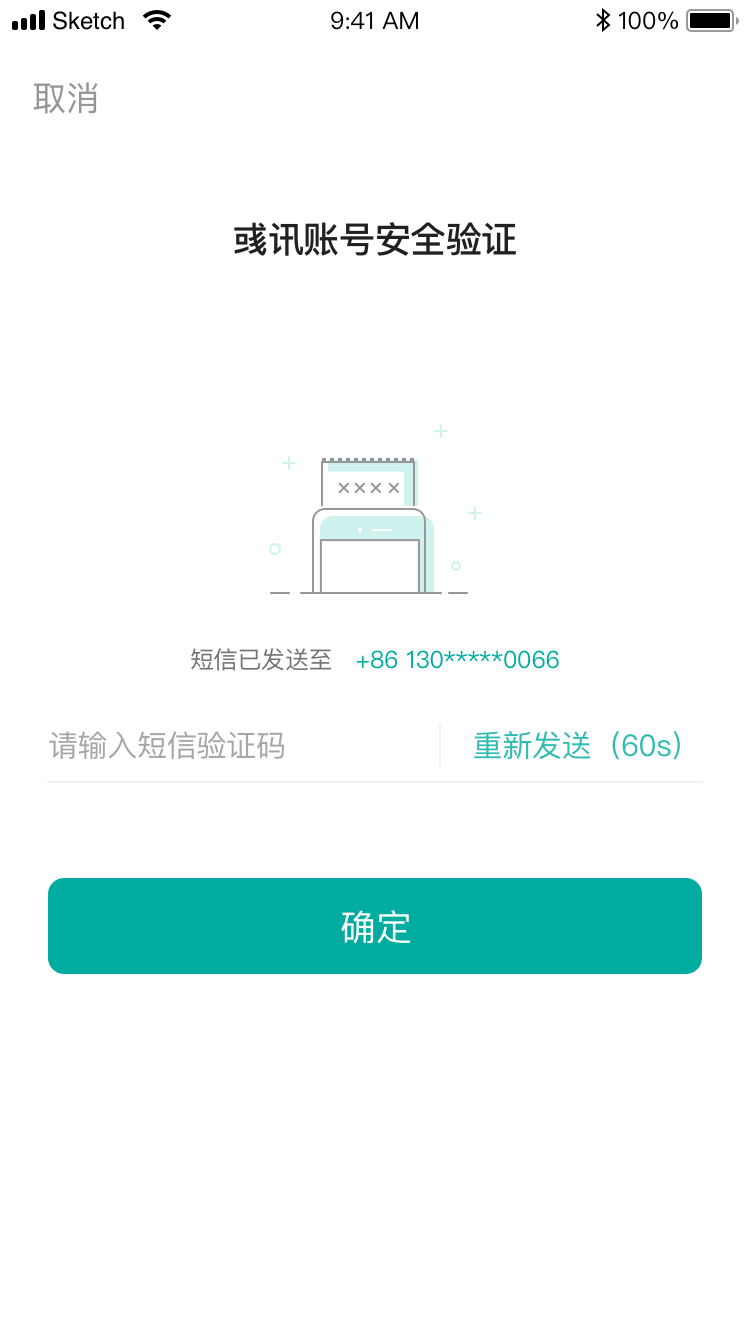 Sketch 9:41 AM 100%
取消
彧讯账号安全验证
××××
短信已发送至 +86 130*****0066
请输入短信验证码 重新发送（60s）
确定